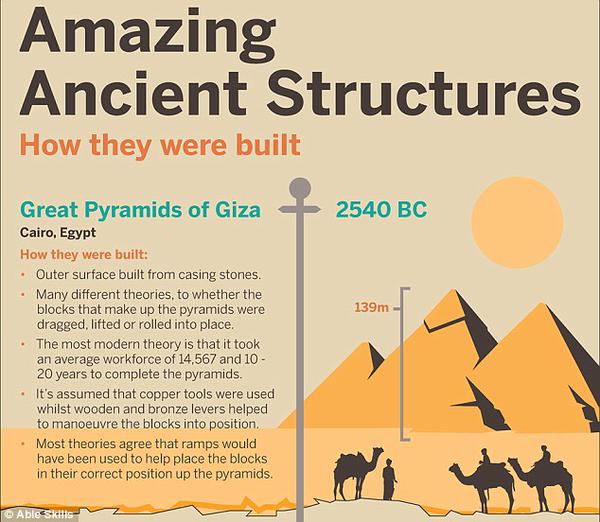 Amazing
Ancient Structures
How they were built
Great Pyramids of Giza
2540 BC
Cairo, Egypt
How they were built:
• Outer surface built from casing stones.
• Many different theories, to whether the
blocks that make up the pyramids were
dragged, lifted or rolled into place.
• The most modern theory is that it took
an average workforce of 14,567 and 10 -
20 years to complete the pyramids.
• It's assumed that copper tools were used
whilst wooden and bronze levers helped
to manoeuvre the blocks into position.
• Most theories agree that ramps would
have been used to help place the blocks
in their correct position up the pyramids.
139m
© Able Skills